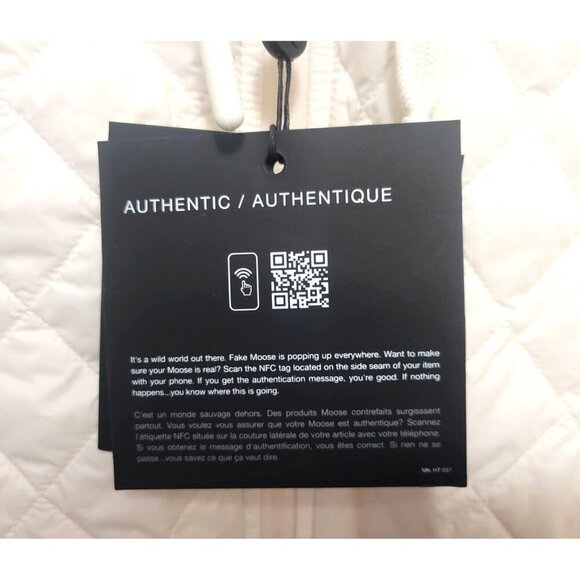 AUTHENTIC / AUTHENTIQUE
It's a wild world out there. Fake Moose is popping up everywhere. Want to make
sure your Moose is real? Scan the NFC tag located on the side seam of your item
with your phone. If you get the authentication message, you're good. If nothing
happens...you know where this is going.
C'est un monde sauvage dehors. Des produits Moose contrefaits surgisssent
partout. Vous voulez vous assurer que votre Moose est authentique? Scannez
l'étiquette NFC située sur la couture latérale de votre article avec votre téléphone.
Si vous obtenez le message d'authentification, vous êtes correct. Si rien ne se
passe...vous savez ce que ça veut dire.
MK-HT-037